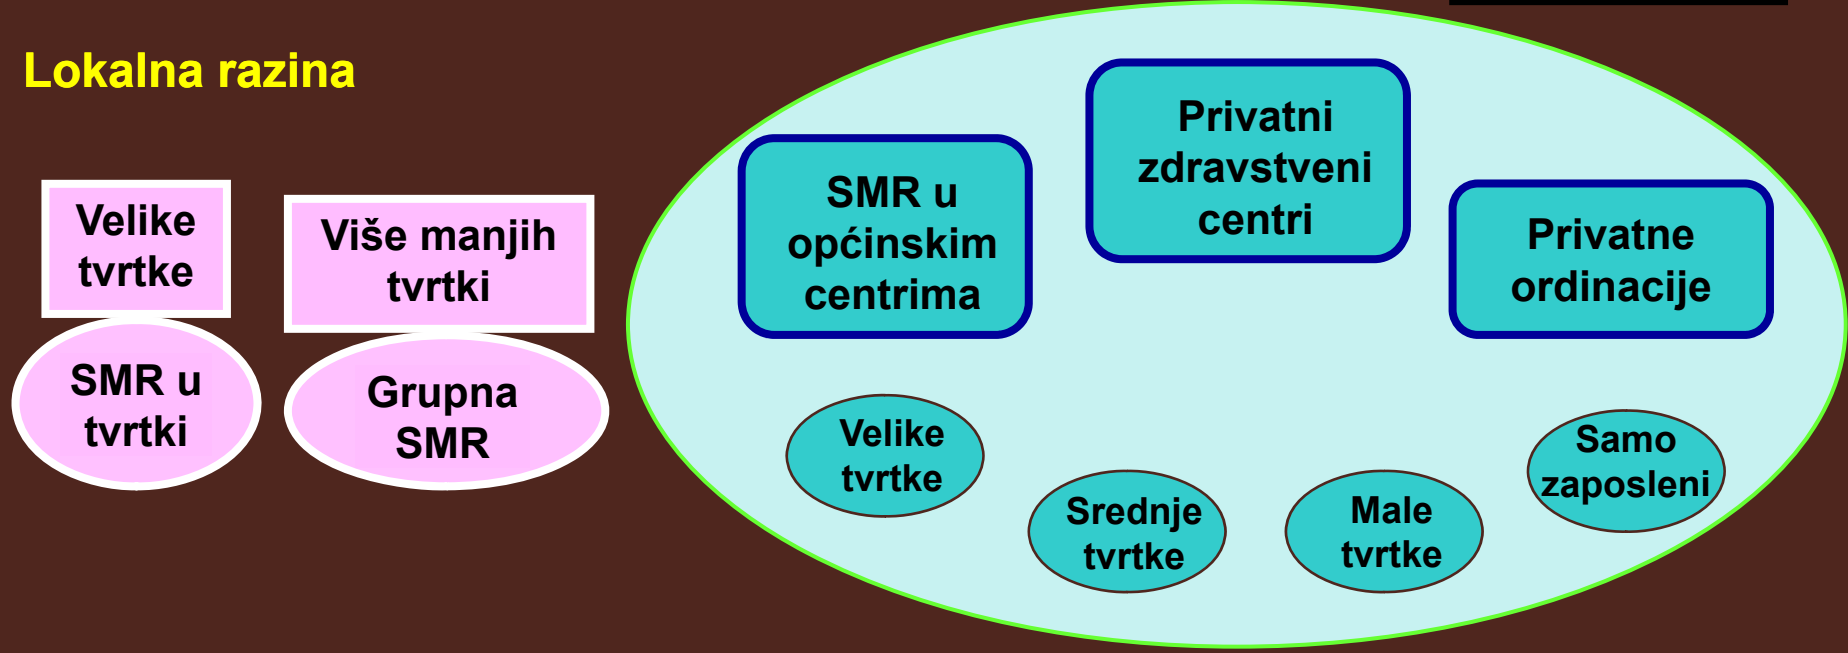 Lokalna razina
Velike
tvrtke
SMR u
tvrtki
Više manjih
tvrtki
Grupna
SMR
SMR u
općinskim
centrima
Privatni
zdravstveni
centri
Privatne
ordinacije
Velike
tvrtke
Srednje
tvrtke
Male
tvrtke
Samo
zaposleni